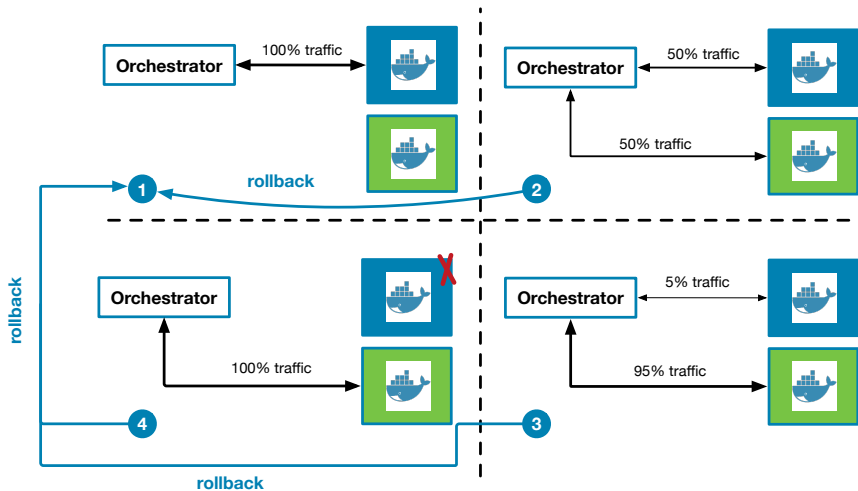 100% traffic
Orchestrator
50% traffic
Orchestrator
50% traffic
1
rollback
2
rollback
Orchestrator
100% traffic
4
5% traffic
Orchestrator
95% traffic
3
rollback